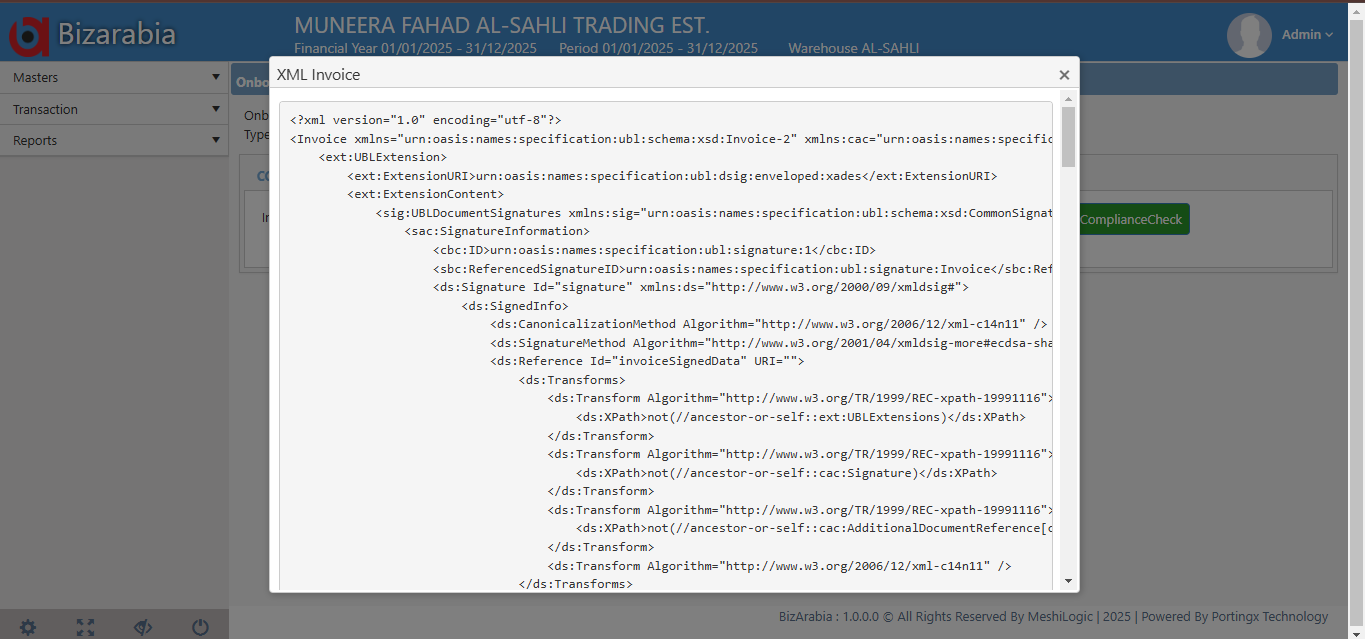 Bizarabia
MUNEERA FAHAD AL-SAHLI TRADING EST.
Financial Year 01/01/2025 - 31/12/2025 Period 01/01/2025 - 31/12/2025 Warehouse AL-SAHLI
Admin
Masters
Transaction
Reports
Onbo
Onb
Type
CO
In
ComplianceCheck
XML Invoice
×
<?xml version="1.0" encoding="utf-8"?>
<Invoice xmlns="urn:oasis:names:specification:ubl:schema:xsd:Invoice-2" xmlns:cac="urn:oasis:names:specific
<ext:UBLExtension>
<ext:ExtensionURI>urn:oasis:names:specification:ubl:dsig:enveloped:xades</ext:ExtensionURI>
<ext:ExtensionContent>
<sig:UBLDocumentSignatures xmlns:sig="urn:oasis:names:specification:ubl:schema:xsd:CommonSignat
<sac:SignatureInformation>
<cbc:ID>urn:oasis:names:specification:ubl:signature:1</cbc:ID>
<sbc:ReferencedSignatureID>urn:oasis:names:specification:ubl:signature:Invoice</sbc:Ref
<ds:Signature Id="signature" xmlns:ds="http://www.w3.org/2000/09/xmldsig#">
<ds:SignedInfo>
<ds:CanonicalizationMethod Algorithm="http://www.w3.org/2006/12/xml-c14n11" />
<ds:SignatureMethod Algorithm="http://www.w3.org/2001/04/xmldsig-more#ecdsa-sha
<ds:Reference Id="invoiceSignedData" URI="">
<ds:Transforms>
<ds:Transform Algorithm="http://www.w3.org/TR/1999/REC-xpath-19991116">
<ds:XPath>not(//ancestor-or-self::ext:UBLExtensions)</ds:XPath>
</ds:Transform>
<ds:Transform Algorithm="http://www.w3.org/TR/1999/REC-xpath-19991116">
<ds:XPath>not(//ancestor-or-self::cac:Signature)</ds:XPath>
</ds:Transform>
<ds:Transform Algorithm="http://www.w3.org/TR/1999/REC-xpath-19991116">
<ds:XPath>not(//ancestor-or-self::cac:AdditionalDocumentReference[c
</ds:Transform>
<ds:Transform Algorithm="http://www.w3.org/2006/12/xml-c14n11" />
</ds:Transforms>
BizArabia : 1.0.0.0 © All Rights Reserved By MeshiLogic | 2025 | Powered By Portingx Technology